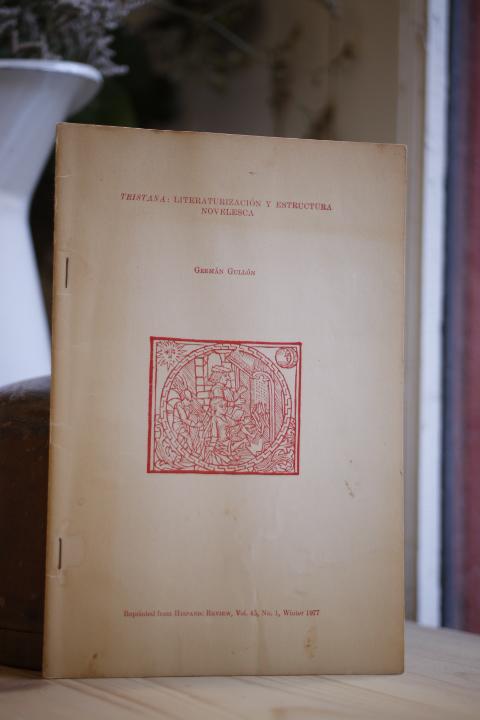 TRISTANA: LITERATURIZACIÓN Y ESTRUCTURA
NOVELESCA
GERMÁN GULLÓN
Reprinted from HISPANIC REVIEW, Vol. 45, No. 1, Winter 1977